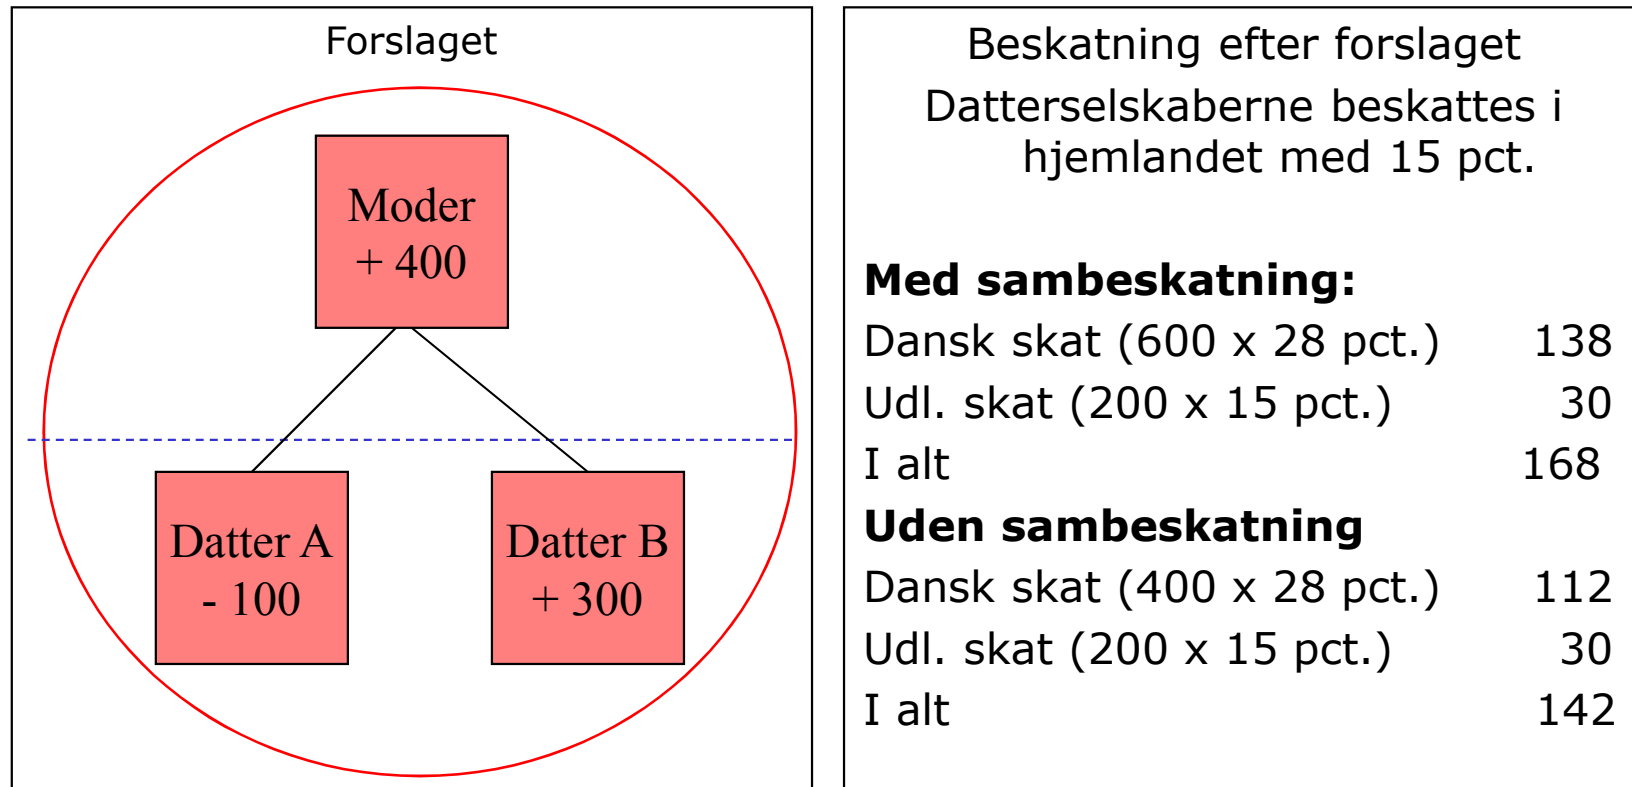 Forslaget
Moder
+ 400
Datter A
- 100
Datter B
+ 300
Beskatning efter forslaget
Datterselskaberne beskattes i
hjemlandet med 15 pct.
Med sambeskatning:
Dansk skat (600 x 28 pct.) 138
Udl. skat (200 x 15 pct.) 30
I alt 168
Uden sambeskatning
Dansk skat (400 x 28 pct.) 112
Udl. skat (200 x 15 pct.) 30
I alt 142